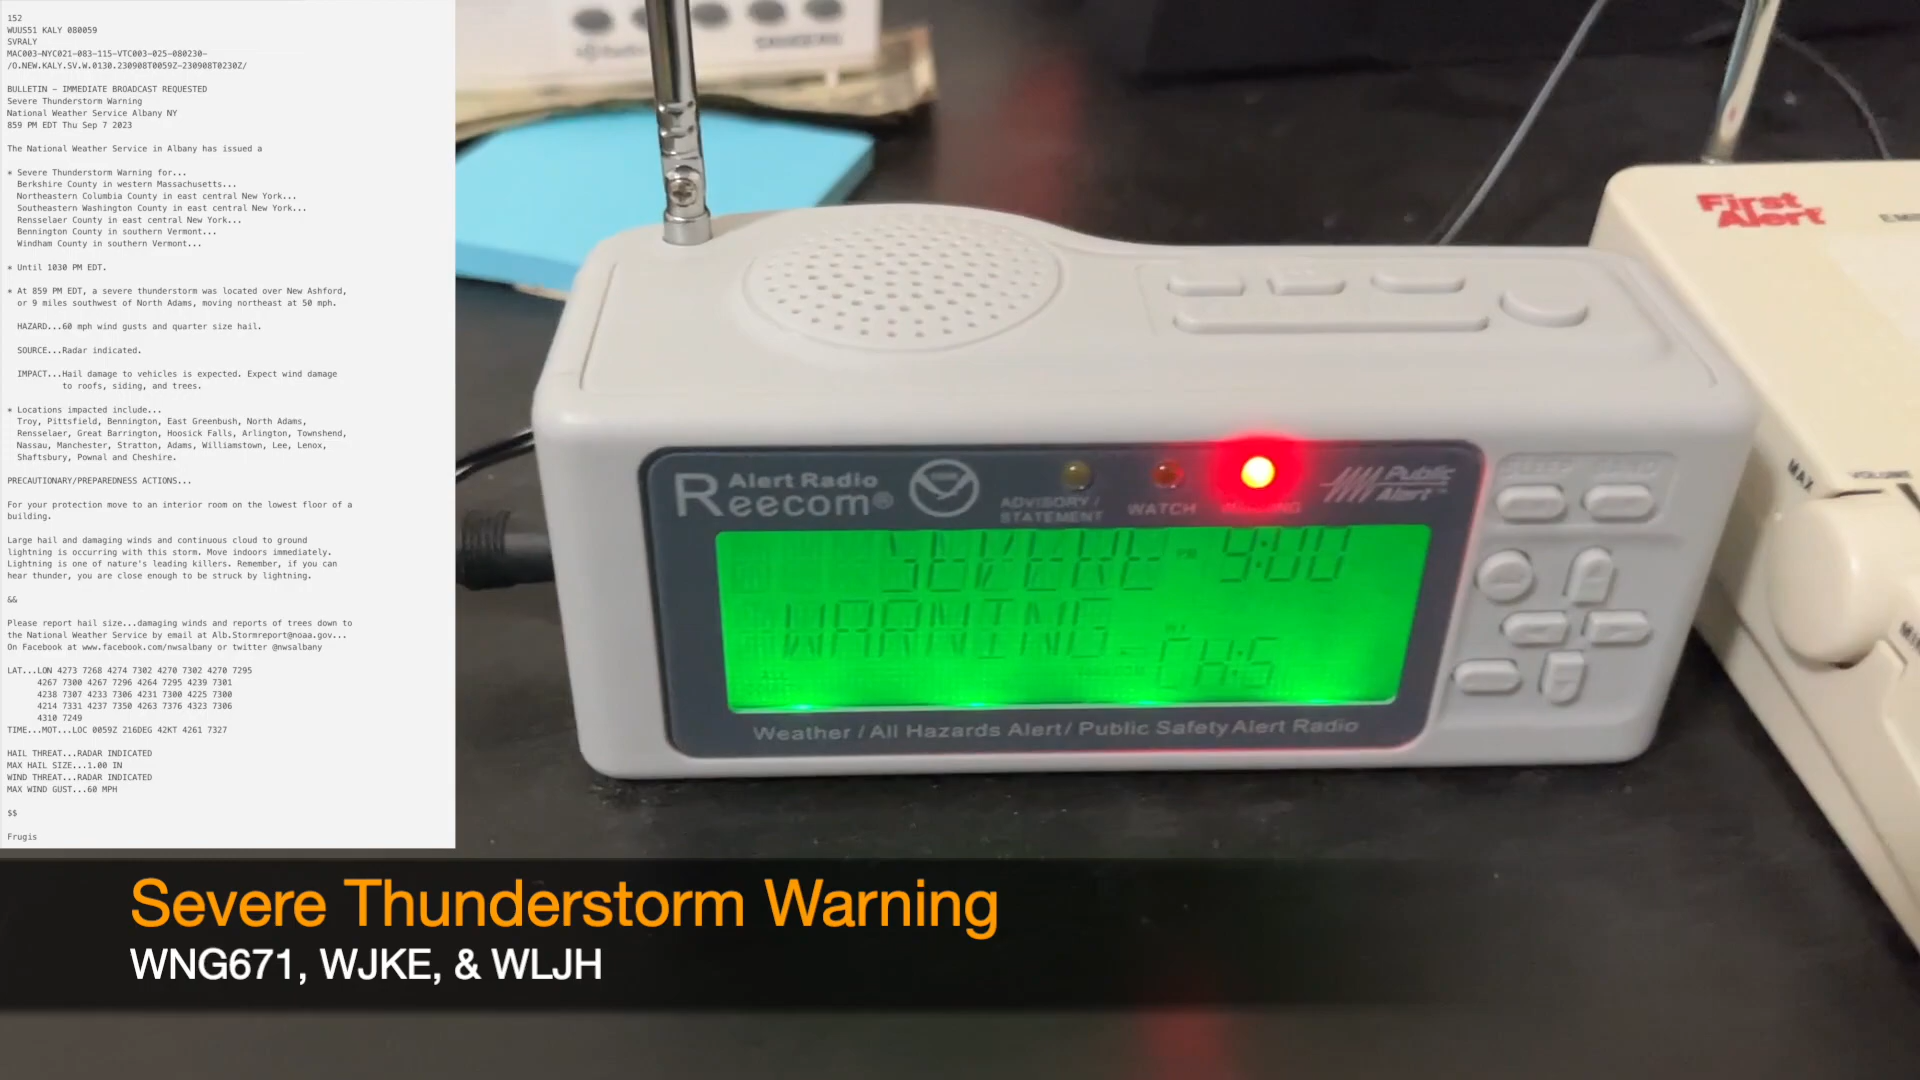 152
WUUS51 KALY 080059
SVRALY
MAC003-NYC021-083-115-VTC003-025-080230-
/O.NEW.KALY.SV.W.0130.230908T0059Z-230908T0230Z/
BULLETIN - IMMEDIATE BROADCAST REQUESTED
Severe Thunderstorm Warning
National Weather Service Albany NY
859 PM EDT Thu Sep 7 2023
The National Weather Service in Albany has issued a
* Severe Thunderstorm Warning for...
Berkshire County in western Massachusetts...
Northeastern Columbia County in east central New York...
Southeastern Washington County in east central New York...
Rensselaer County in east central New York...
Bennington County in southern Vermont...
Windham County in southern Vermont...
* Until 1030 PM EDT.
* At 859 PM EDT, a severe thunderstorm was located over New Ashford,
or 9 miles southwest of North Adams, moving northeast at 50 mph.
HAZARD...60 mph wind gusts and quarter size hail.
SOURCE...Radar indicated.
IMPACT...Hail damage to vehicles is expected. Expect wind damage
to roofs, siding, and trees.
* Locations impacted include...
Troy, Pittsfield, Bennington, East Greenbush, North Adams,
Rensselaer, Great Barrington, Hoosick Falls, Arlington, Townshend,
Nassau, Manchester, Stratton, Adams, Williamstown, Lee, Lenox,
Shaftsbury, Pownal and Cheshire.
PRECAUTIONARY/PREPAREDNESS ACTIONS...
For your protection move to an interior room on the lowest floor of a
building.
Large hail and damaging winds and continuous cloud to ground
lightning is occurring with this storm. Move indoors immediately.
Lightning is one of nature's leading killers. Remember, if you can
hear thunder, you are close enough to be struck by lightning.
&&
Please report hail size...damaging winds and reports of trees down to
the National Weather Service by email at Alb.Stormreport@noaa.gov...
On Facebook at www.facebook.com/nwsalbany or twitter @nwsalbany
LAT...LON 4273 7268 4274 7302 4270 7302 4270 7295
4267 7300 4267 7296 4264 7295 4239 7301
4238 7307 4233 7306 4231 7300 4225 7300
4214 7331 4237 7350 4263 7376 4323 7306
4310 7249
TIME...MOT...LOC 0059Z 216DEG 42KT 4261 7327
HAIL THREAT...RADAR INDICATED
MAX HAIL SIZE...1.00 IN
WIND THREAT...RADAR INDICATED
MAX WIND GUST...60 MPH
$$
Frugis
First
Alert
MAX
VOLUME
Alert Radio
Reecom®
ADVISORY /
STATEMENT
WATCH
Public
Alert™
SEVERE 9:00
WARNING CH:5
Weather / All Hazards Alert / Public Safety Alert Radio
Severe Thunderstorm Warning
WNG671, WJKE, & WLJH